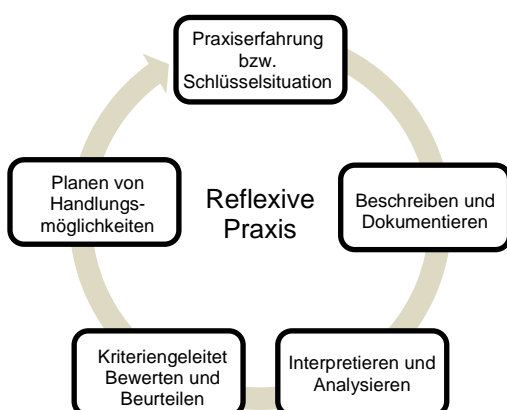 Praxiserfahrung
bzw.
Schlüsselsituation
Beschreiben und
Dokumentieren
Interpretieren und
Analysieren
Kriteriengeleitet
Bewerten und
Beurteilen
Planen von
Handlungs-
möglichkeiten
Reflexive
Praxis